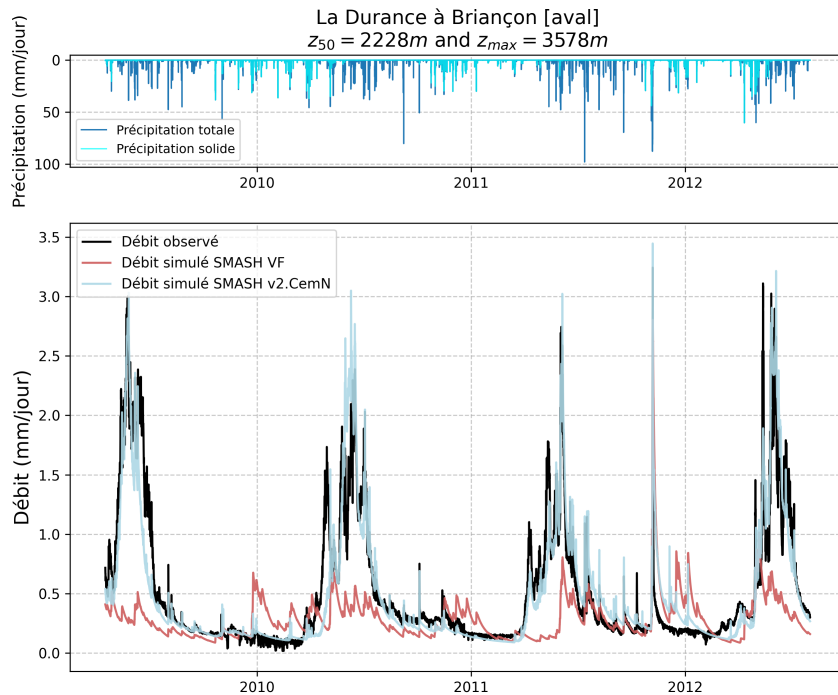 La Durance à Briançon [aval]
z50 = 2228m and zmax = 3578m
Précipitation (mm/jour)
0
50
100
Précipitation totale
Précipitation solide
2010
2011
2012
Débit (mm/jour)
3.5
3.0
2.5
2.0
1.5
1.0
0.5
0.0
Débit observé
Débit simulé SMASH VF
Débit simulé SMASH v2.CemN
2010
2011
2012